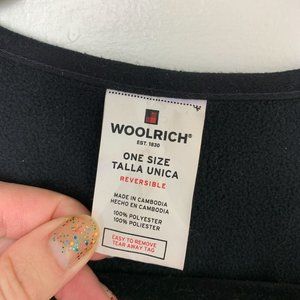 WOOLRICH®
EST. 1830
ONE SIZE
TALLA UNICA
REVERSIBLE
MADE IN CAMBODIA
HECHO EN CAMBODIA
100% POLYESTER
100% POLIESTER
EASY TO REMOVE
TEAR AWAY TAG